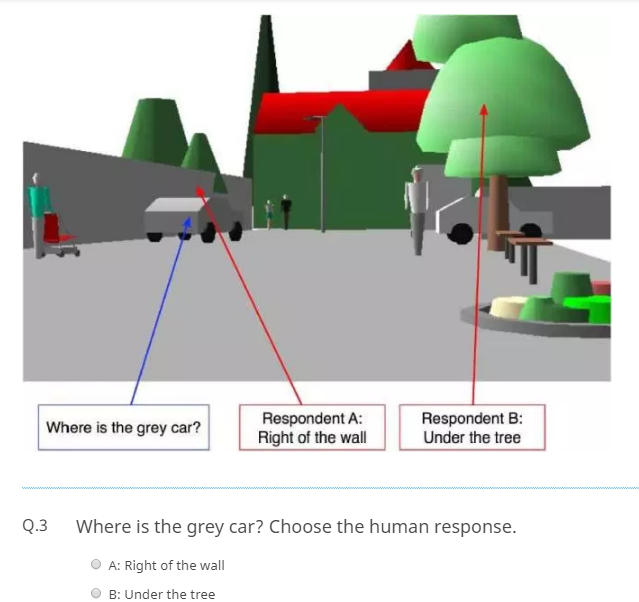 Where is the grey car?
Respondent A:
Right of the wall
Respondent B:
Under the tree
Q.3 Where is the grey car? Choose the human response.
A: Right of the wall
B: Under the tree